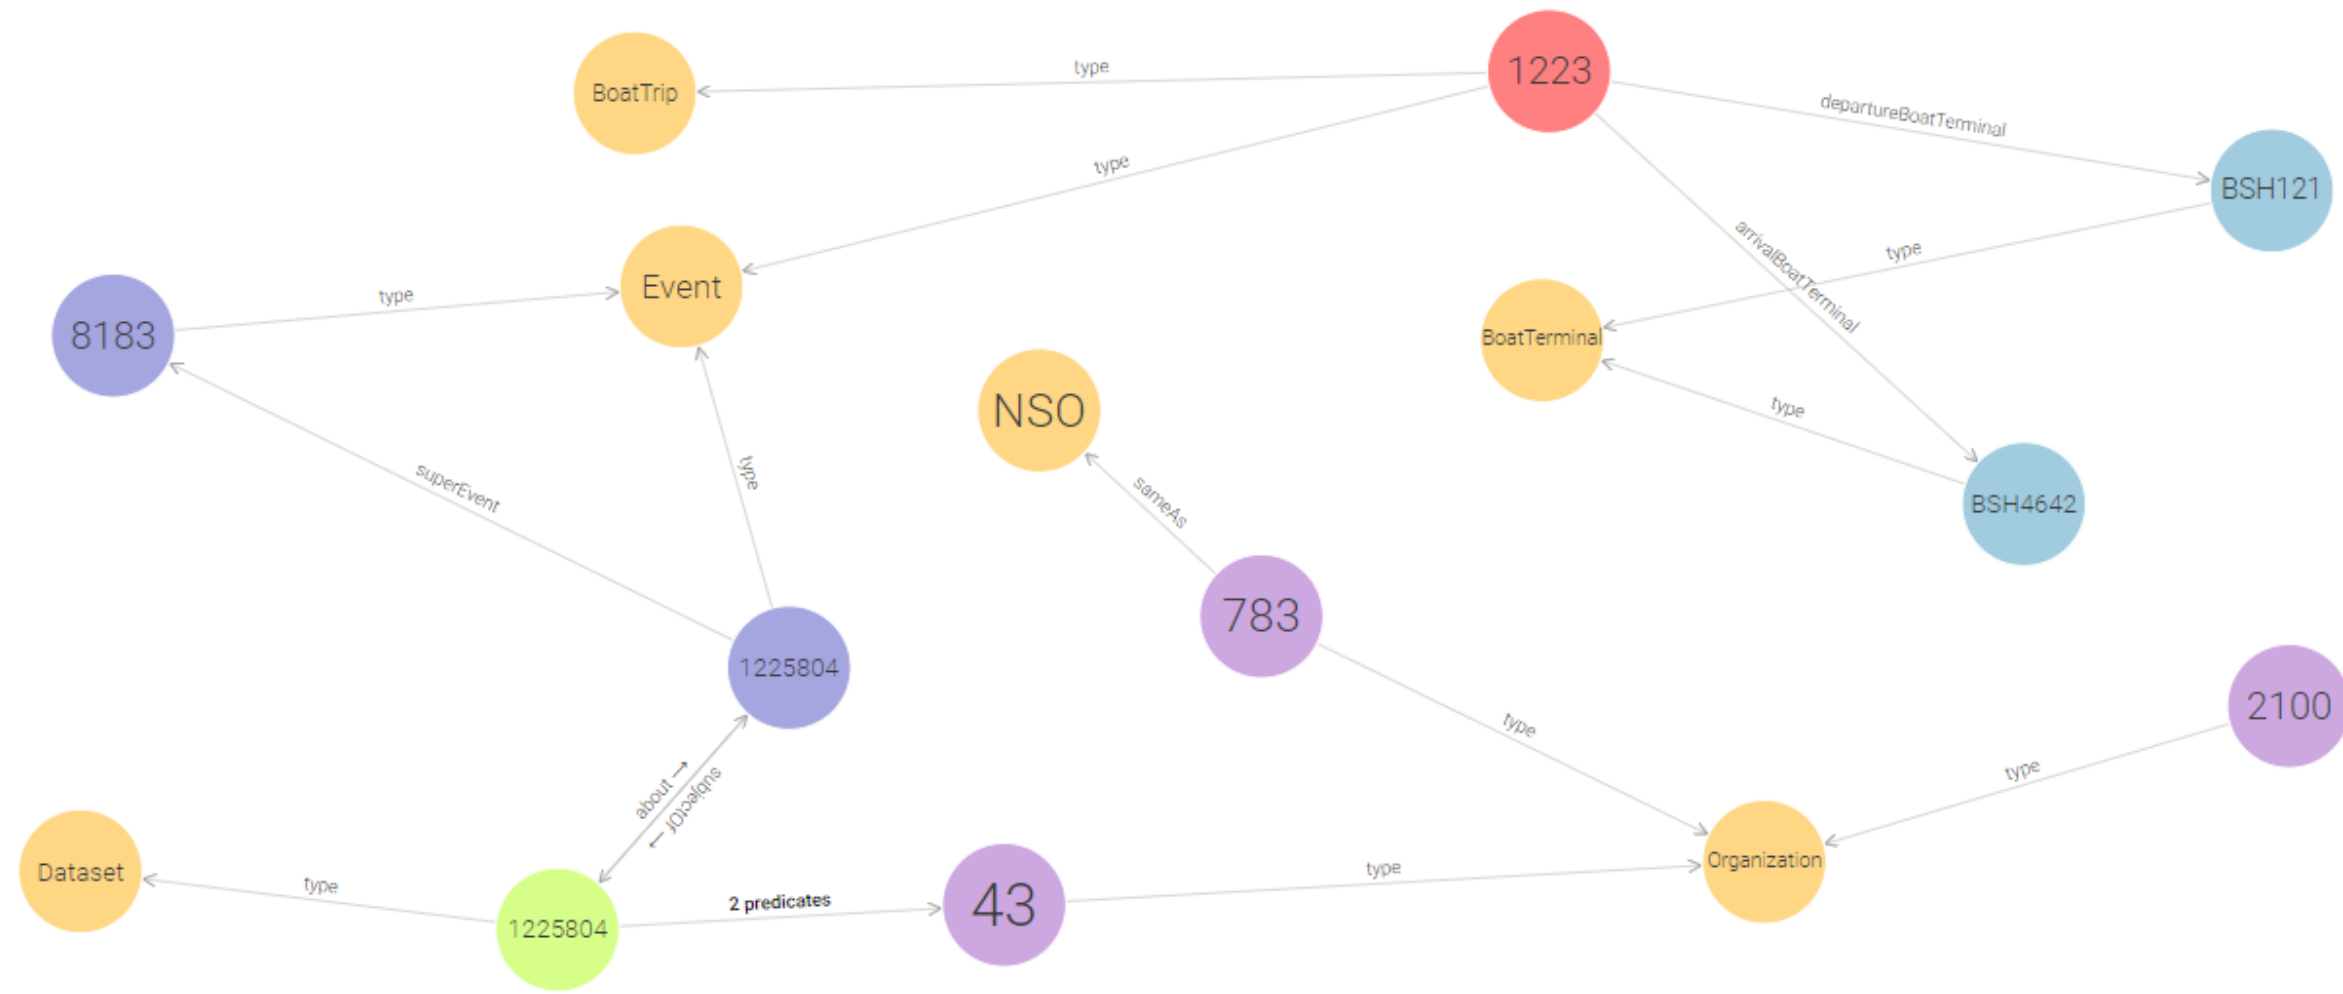 1223
type
BoatTrip
departureBoatTerminal
type
BSH121
arrivalBoatTerminal
type
Event
type
8183
BoatTerminal
type
NSO
superEvent
type
sameAs
BSH4642
783
1225804
2100
type
type
about →
subjectOf →
Organization
Dataset
type
2 predicates
43
type
1225804